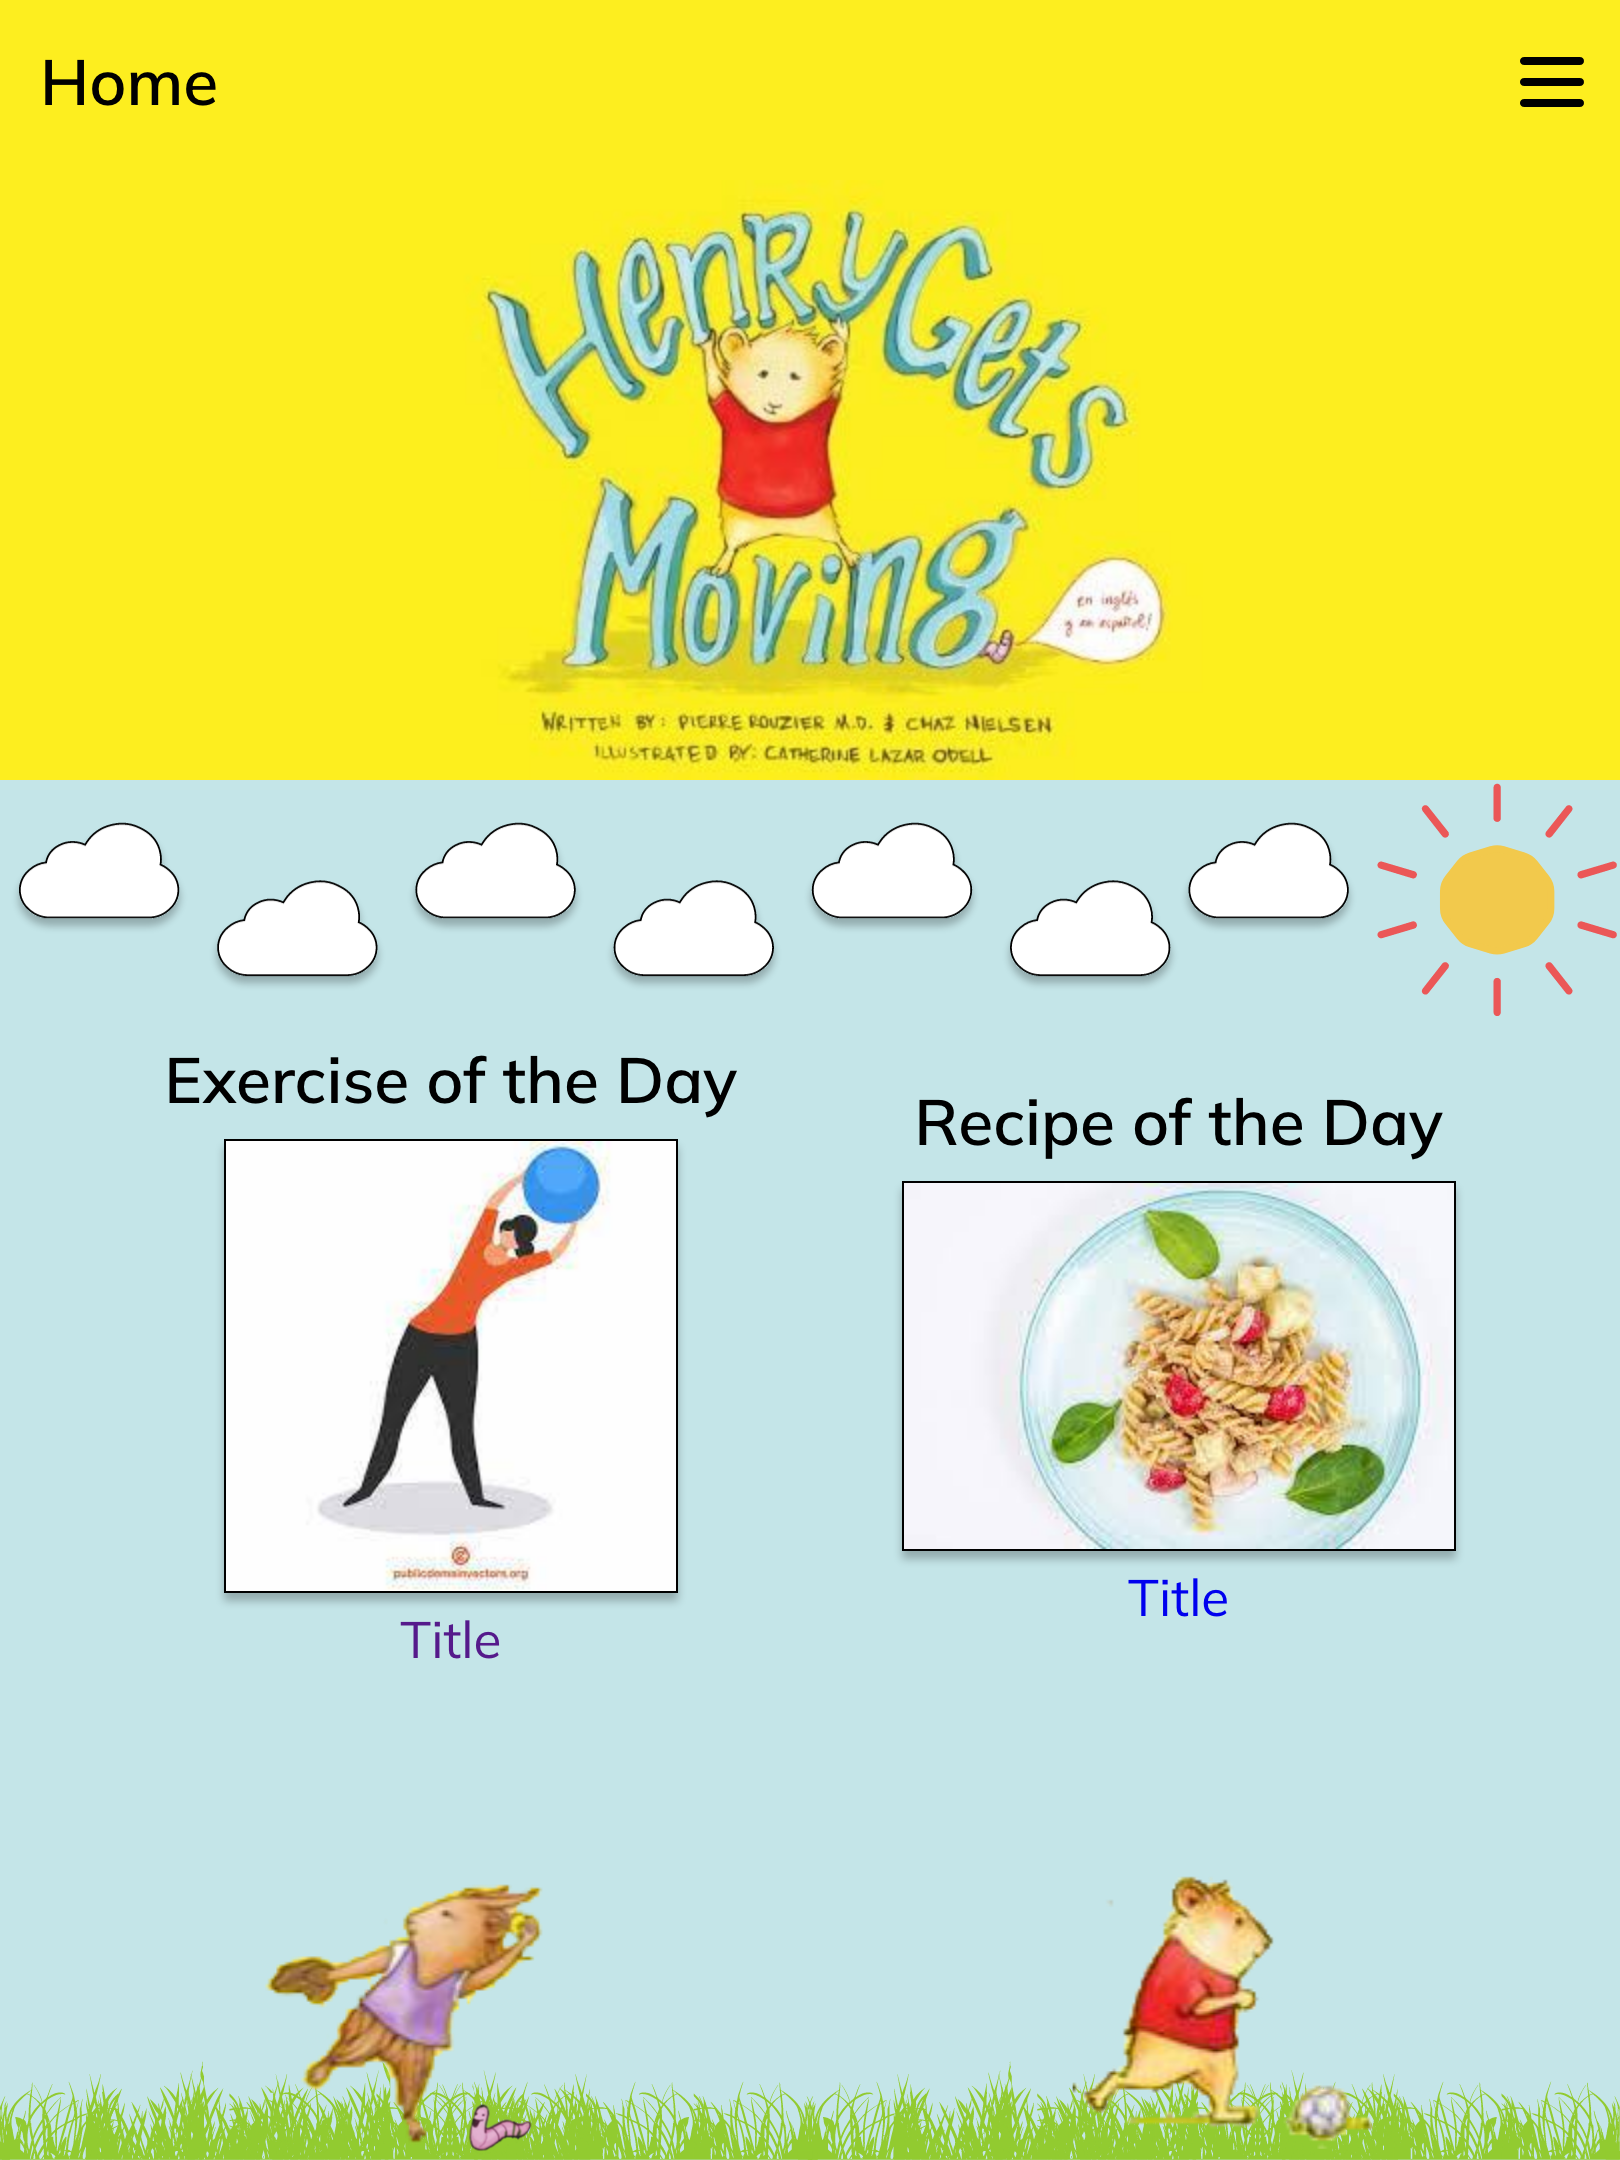 Home
Henry Gets
Moving
en inglés
y en español!
WRITTEN BY: PIERRE ROUZIER M.D. & CHAZ NIELSEN
ILLUSTRATED BY: CATHERINE LAZAR ODELL
Exercise of the Day
Recipe of the Day
publicdomainvectors.org
Title
Title